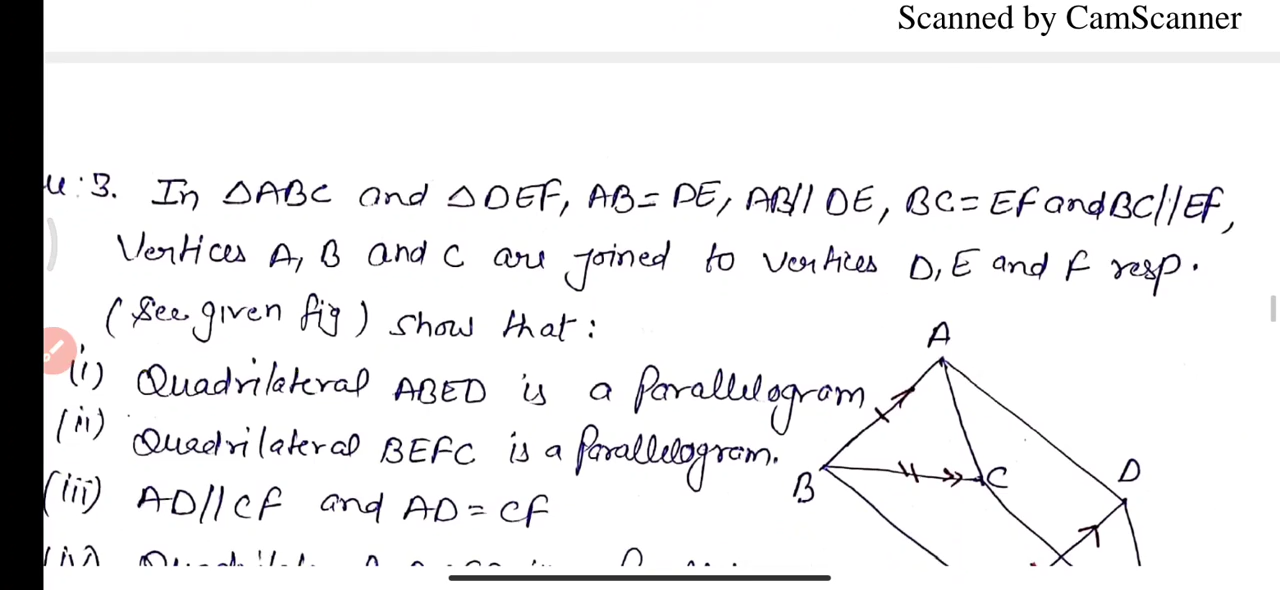 Scanned by CamScanner
:3. In △ABC and △DEF, AB = DE, AB// DE, BC = EF and BC//EF,
Vertices A, B and C are joined to vertices D, E and F resp.
(See given fig) show that:
(i) Quadrilateral ABED is a Parallelogram
(ii) Quadrilateral BEFC is a Parallelogram.
(iii) AD//CF and AD = CF
A
B
C
D